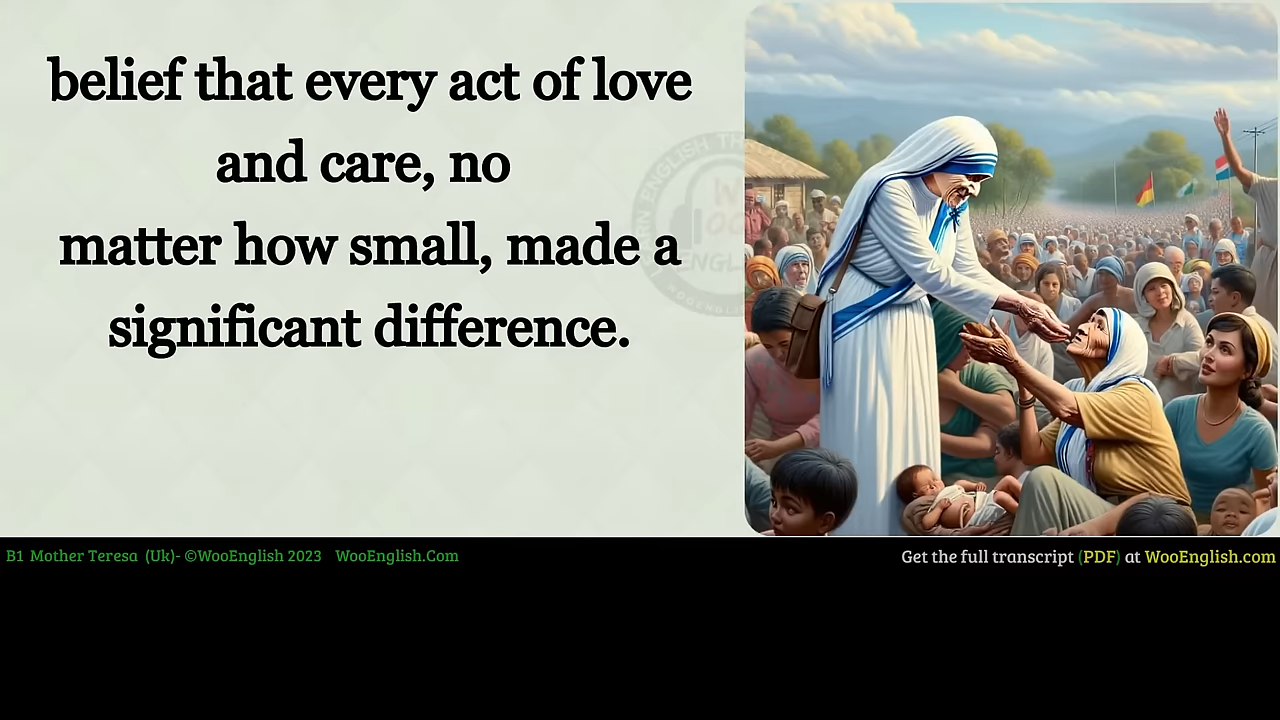 belief that every act of love
and care, no
matter how small, made a
significant difference.
B1 Mother Teresa (Uk)- ©WooEnglish 2023 WooEnglish.Com
Get the full transcript (PDF) at WooEnglish.com